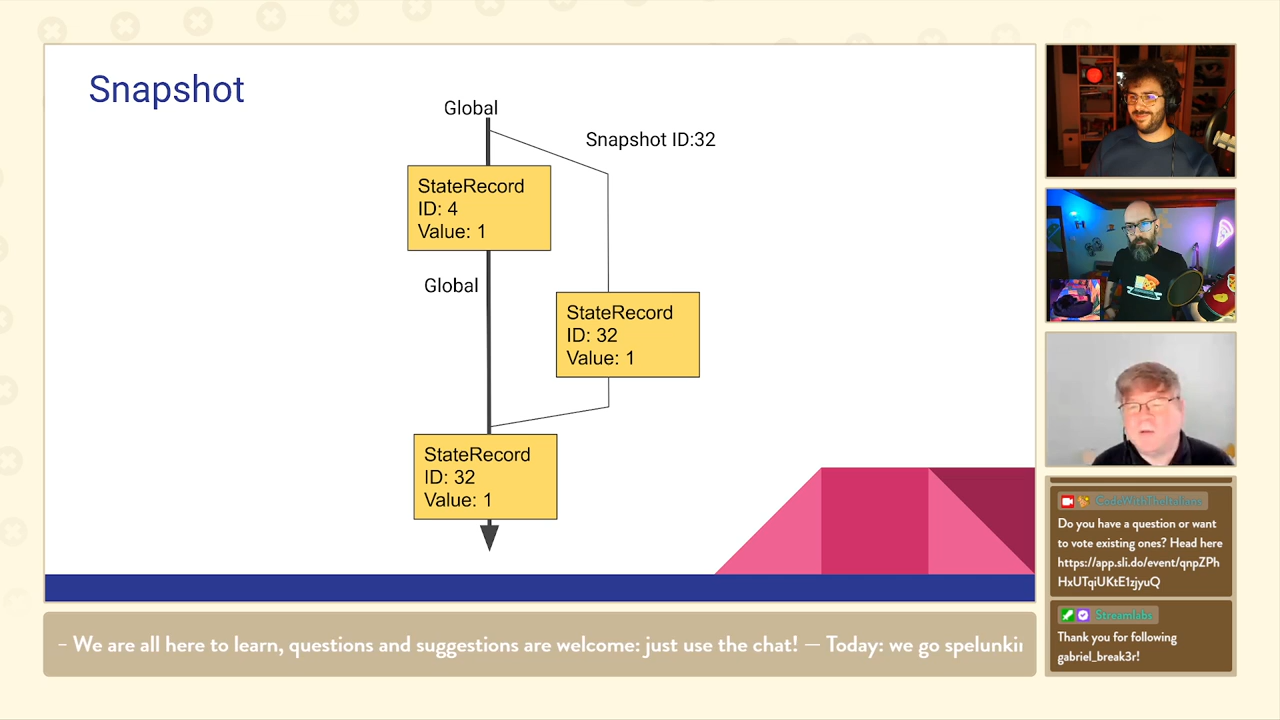 Snapshot
Global
Snapshot ID:32
StateRecord
ID: 4
Value: 1
Global
StateRecord
ID: 32
Value: 1
StateRecord
ID: 32
Value: 1
CodeWithTheItalians
Do you have a question or want
to vote existing ones? Head here
https://app.sli.do/event/qnpZPh
HxUTqiUKtE1zjyuQ
Streamlabs
Thank you for following
gabriel_break3r!
– We are all here to learn, questions and suggestions are welcome: just use the chat! — Today: we go spelunkin